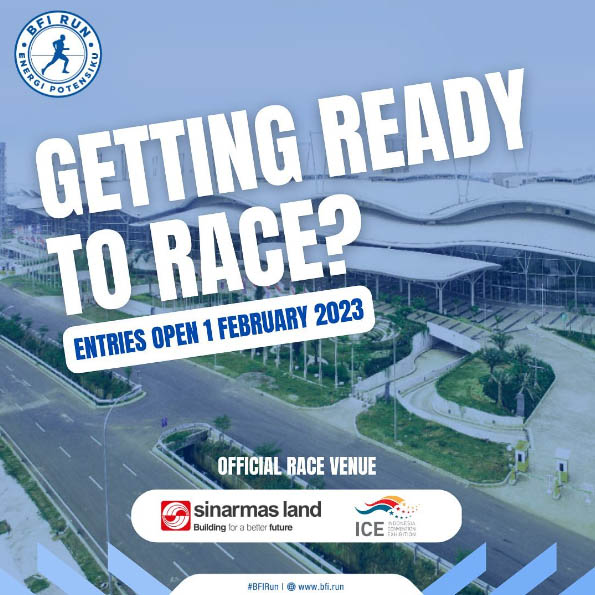 BFI RUN
ENERGI POTENSIKU
GETTING READY
TO RACE?
ENTRIES OPEN 1 FEBRUARY 2023
OFFICIAL RACE VENUE
sinarmas land
Building for a better future
ICE
INDONESIA
CONVENTION
EXHIBITION
#BFIRun | www.bfi.run